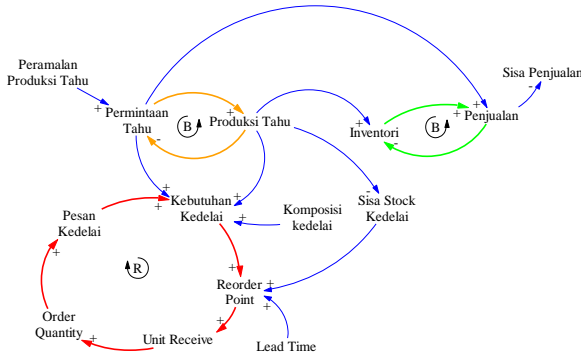 Peramalan
Produksi Tahu
Sisa Penjualan
-
+
Permintaan
Tahu
-
+
Produksi Tahu
B
+
Inventori
-
B
+
+
Penjualan
+
+
+
+
Kebutuhan
Kedelai
+
Komposisi
kedelai
-
Sisa Stock
Kedelai
Pesan
Kedelai
+
R
+
Reorder
Point
+
+
Order
Quantity
+
Unit Receive
+
Lead Time